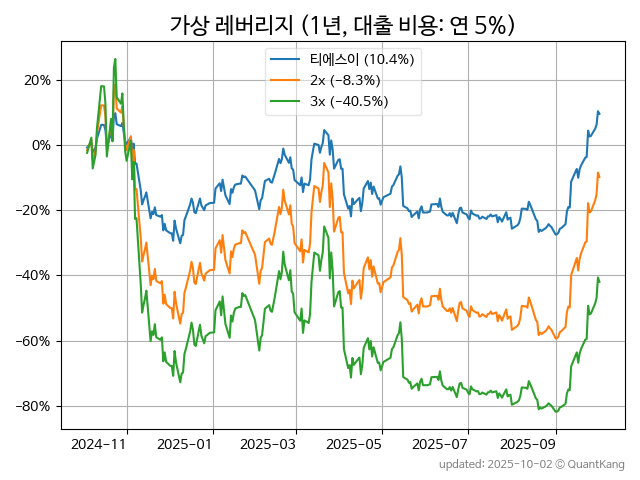 가상 레버리지 (1년, 대출 비용: 연 5%)
티에스이 (10.4%)
2x (−8.3%)
3x (−40.5%)
20%
0%
−20%
−40%
−60%
−80%
2024-11 2025-01 2025-03 2025-05 2025-07 2025-09
updated: 2025-10-02 © QuantKang